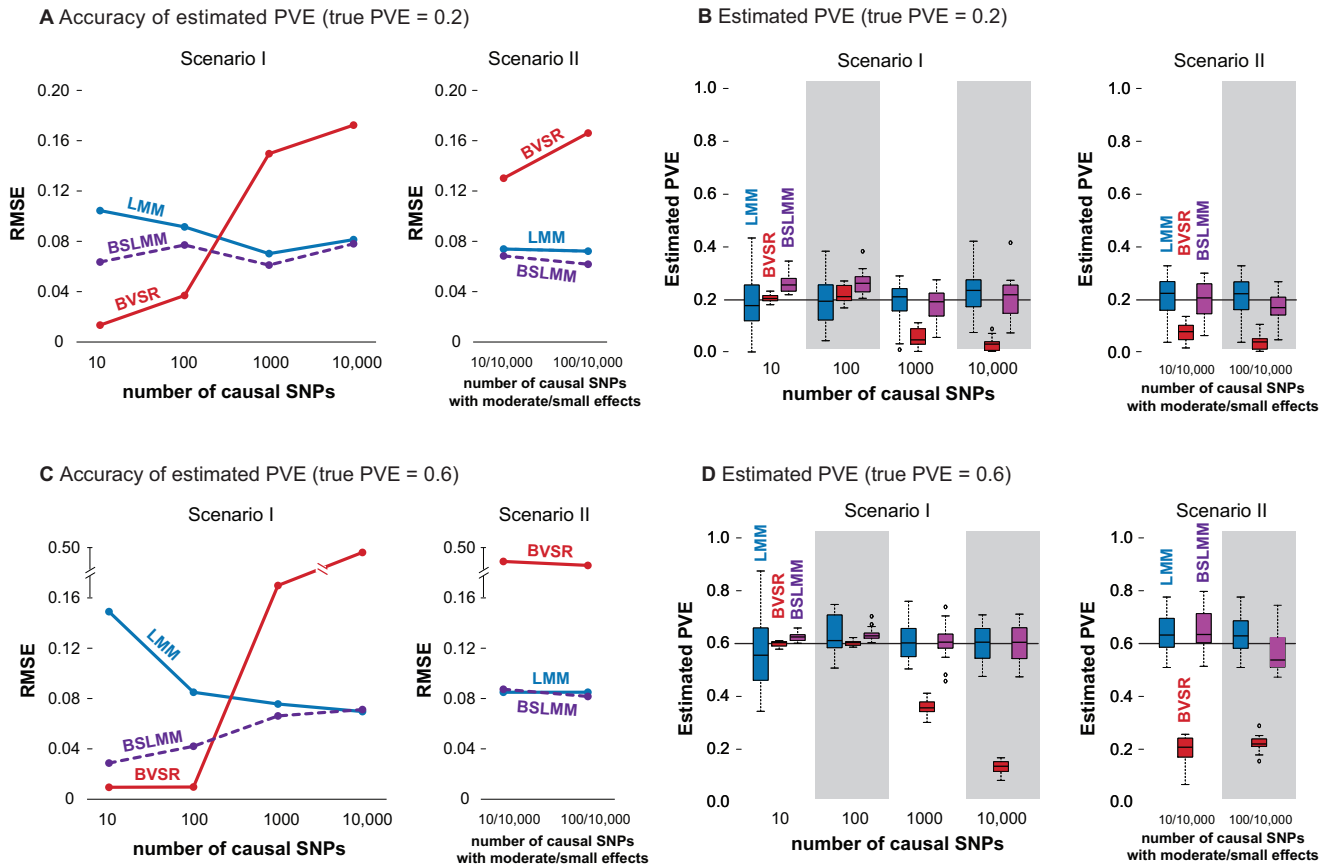 A Accuracy of estimated PVE (true PVE = 0.2)
Scenario I
Scenario II
0.20
0.16
0.12
0.08
0.04
0
RMSE
LMM
BSLMM
BVSR
10
100
1000
10,000
number of causal SNPs
0.20
0.16
0.12
0.08
0.04
0
RMSE
BVSR
LMM
BSLMM
10/10,000
100/10,000
number of causal SNPs
with moderate/small effects
B Estimated PVE (true PVE = 0.2)
Scenario I
Scenario II
1.0
0.8
0.6
0.4
0.2
0.0
Estimated PVE
LMM
BVSR
BSLMM
10
100
1000
10,000
number of causal SNPs
1.0
0.8
0.6
0.4
0.2
0.0
Estimated PVE
LMM
BVSR
BSLMM
10/10,000
100/10,000
number of causal SNPs
with moderate/small effects
C Accuracy of estimated PVE (true PVE = 0.6)
Scenario I
Scenario II
0.50
0.16
0.12
0.08
0.04
0
RMSE
LMM
BSLMM
BVSR
10
100
1000
10,000
number of causal SNPs
0.50
0.16
0.12
0.08
0.04
0
RMSE
BVSR
LMM
BSLMM
10/10,000
100/10,000
number of causal SNPs
with moderate/small effects
D Estimated PVE (true PVE = 0.6)
Scenario I
Scenario II
1.0
0.8
0.6
0.4
0.2
0.0
Estimated PVE
LMM
BVSR
BSLMM
10
100
1000
10,000
number of causal SNPs
1.0
0.8
0.6
0.4
0.2
0.0
Estimated PVE
LMM
BVSR
BSLMM
10/10,000
100/10,000
number of causal SNPs
with moderate/small effects